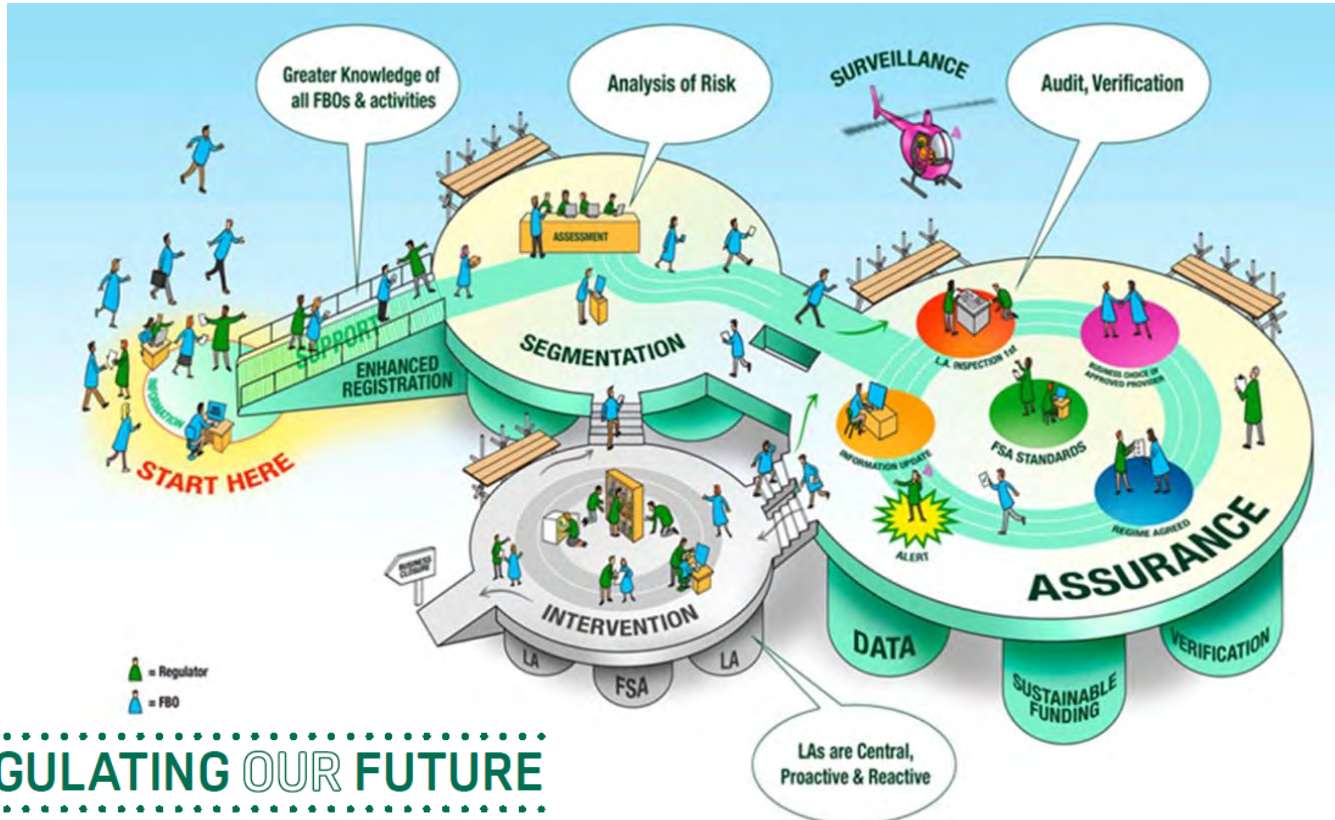 Greater Knowledge of
all FBOs & activities
Analysis of Risk
SURVEILLANCE
Audit, Verification
ASSESSMENT
SUPPORT
ENHANCED
REGISTRATION
SEGMENTATION
INFORMATION
START HERE
L.A. INSPECTION 1M
BUSINESS CHOICE OF
APPROVED PROVIDER
INFORMATION UPDATE
FSA STANDARDS
REGIME AGREED
ALERT
ASSURANCE
BUSINESS
CLOSURE
INTERVENTION
LA
FSA
LA
DATA
SUSTAINABLE
FUNDING
VERIFICATION
= Regulator
= FBO
LAs are Central,
Proactive & Reactive
GULATING OUR FUTURE